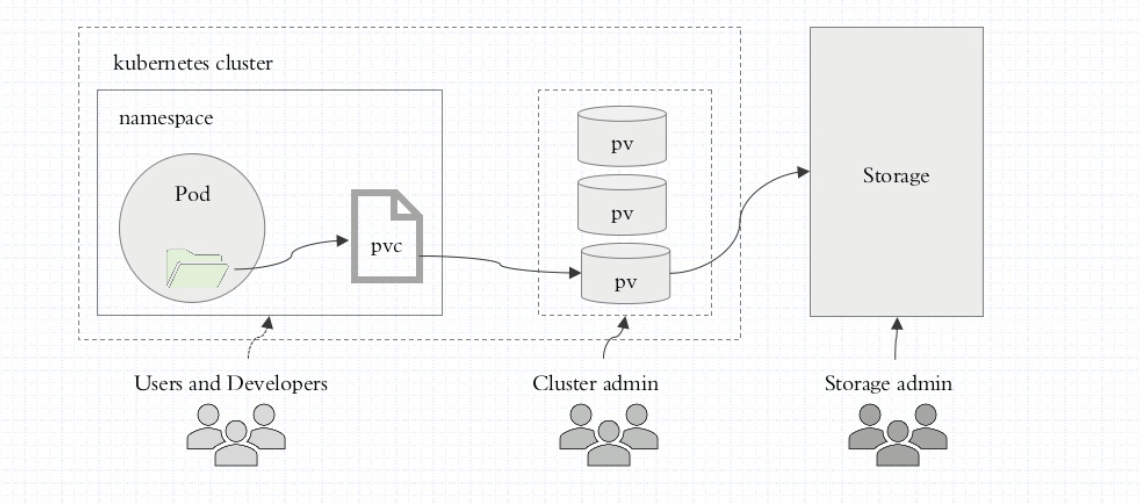 kubernetes cluster
namespace
Pod
pvc
pv
pv
pv
Storage
Users and Developers
Cluster admin
Storage admin